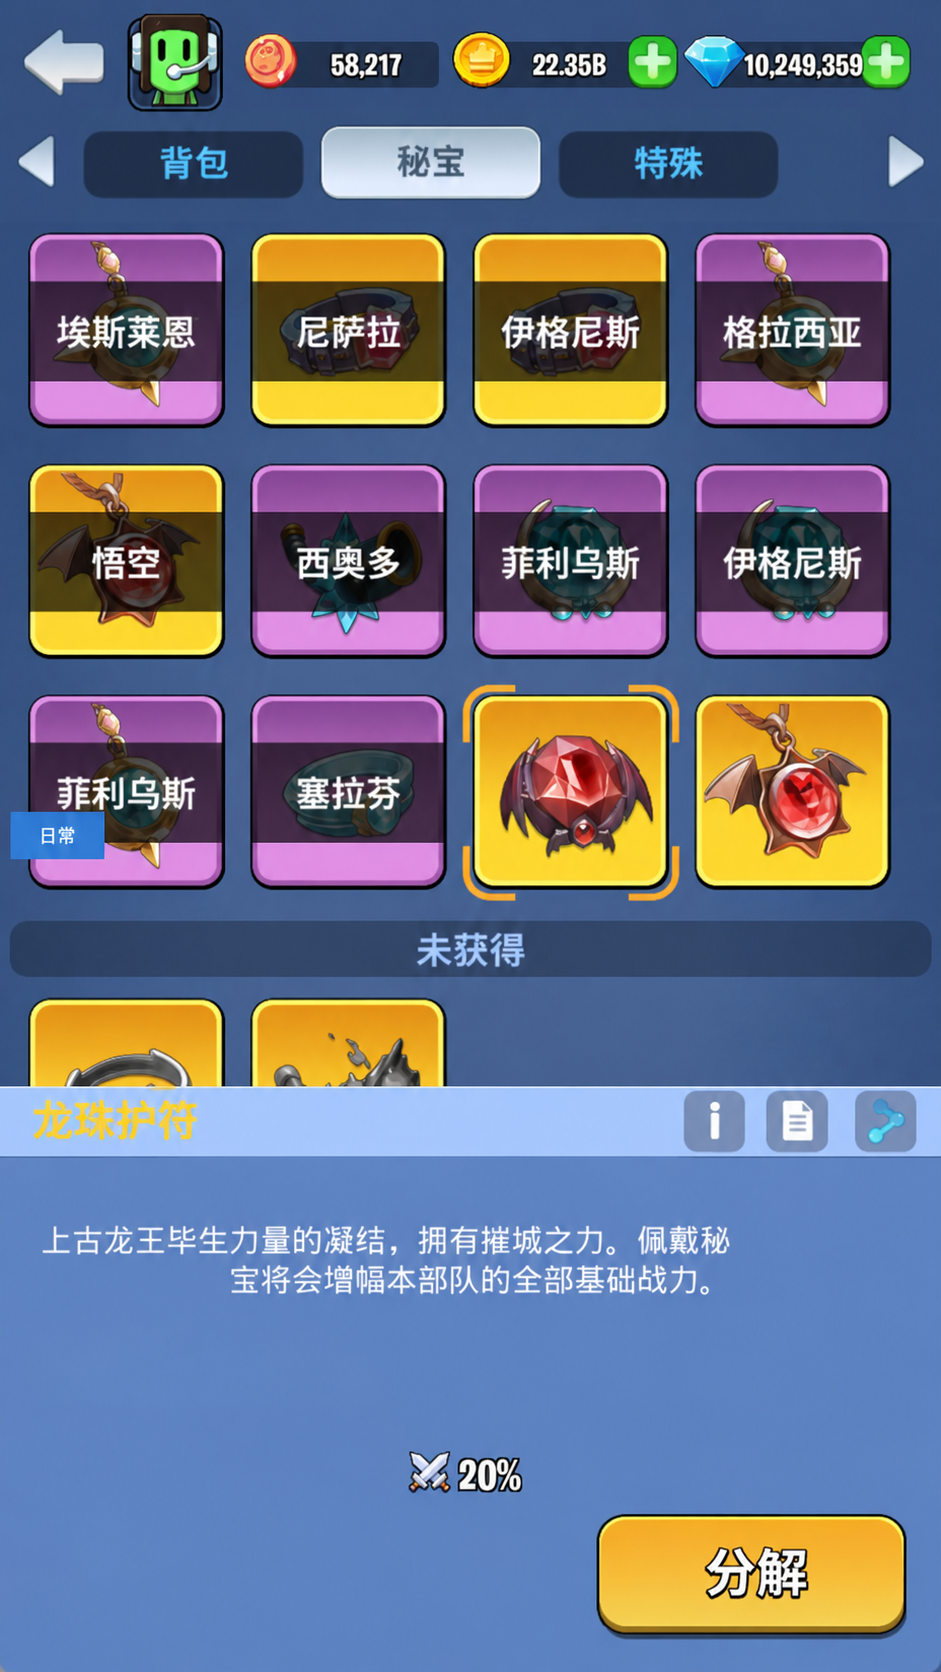 58,217
22.35B
10,249,359
背包
秘宝
特殊
埃斯莱恩
尼萨拉
伊格尼斯
格拉西亚
悟空
西奥多
菲利乌斯
伊格尼斯
菲利乌斯
塞拉芬
日常
未获得
龙珠护符
上古龙王毕生力量的凝结，拥有摧城之力。佩戴秘
宝将会增幅本部队的全部基础战力。
20%
分解